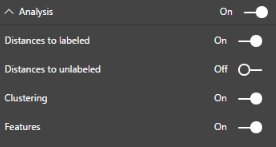 Analysis On
Distances to labeled On
Distances to unlabeled Off
Clustering On
Features On